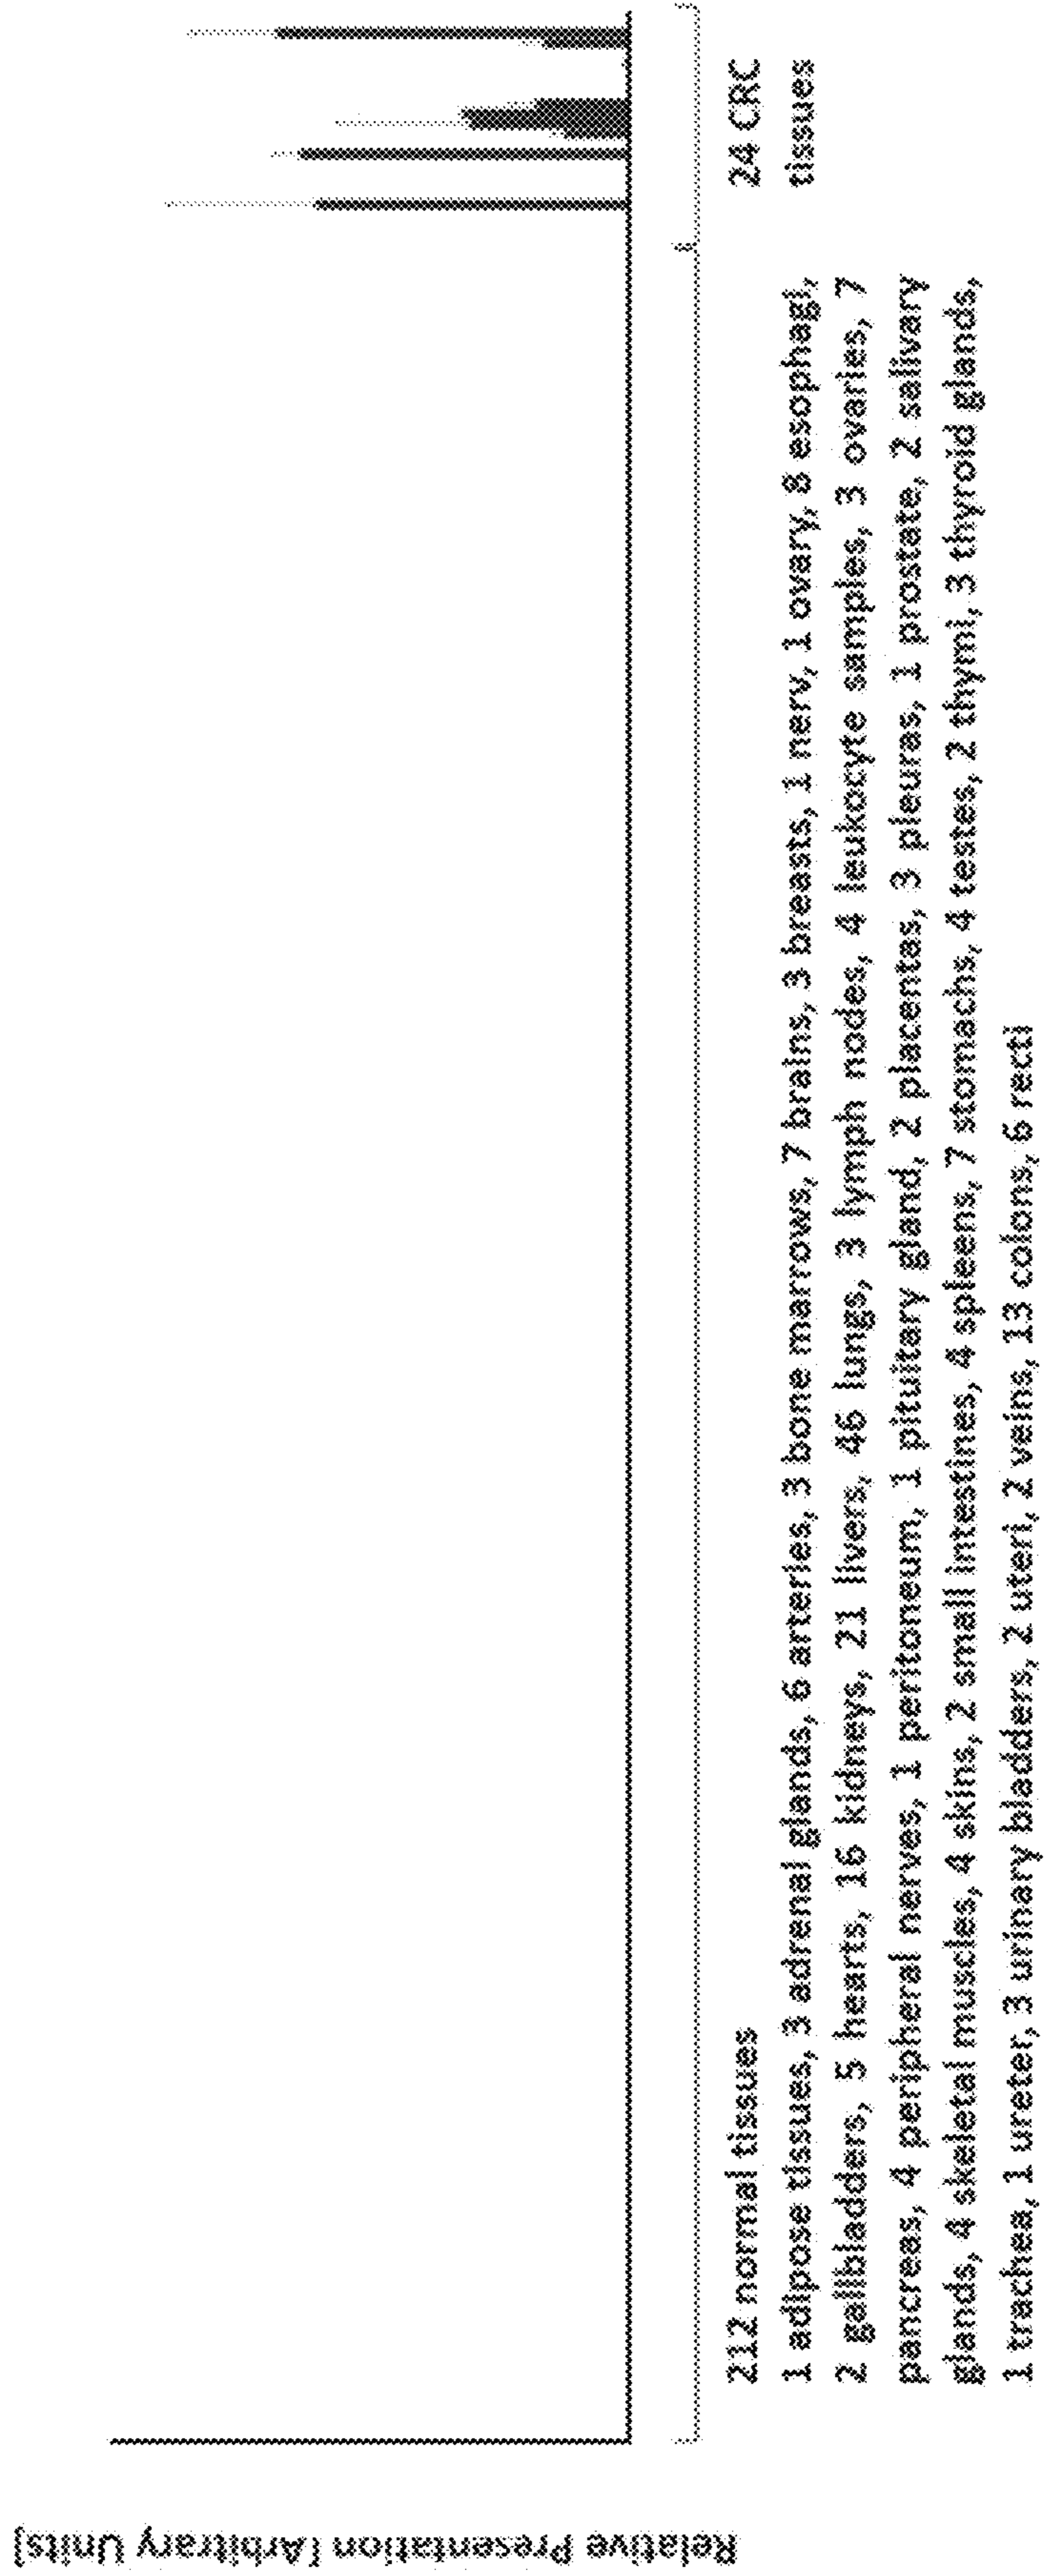 Relative Presentation [Arbitrary Units]
212 normal tissues
24 CRC
tissues
1 adipose tissues, 3 adrenal glands, 6 arteries, 3 bone marrows, 7 brains, 3 breasts, 1 nerv, 1 ovary, 8 esophagi,
2 gallbladders, 5 hearts, 16 kidneys, 21 livers, 46 lungs, 3 lymph nodes, 4 leukocyte samples, 3 ovaries, 7
pancreas, 4 peripheral nerves, 1 peritoneum, 1 pituitary gland, 2 placentas, 3 pleuras, 1 prostate, 2 salivary
glands, 4 skeletal muscles, 4 skins, 2 small intestines, 4 spleens, 7 stomachs, 4 testes, 2 thymi, 3 thyroid glands,
1 trachea, 1 ureter, 3 urinary bladders, 2 uteri, 2 veins, 13 colons, 6 recti